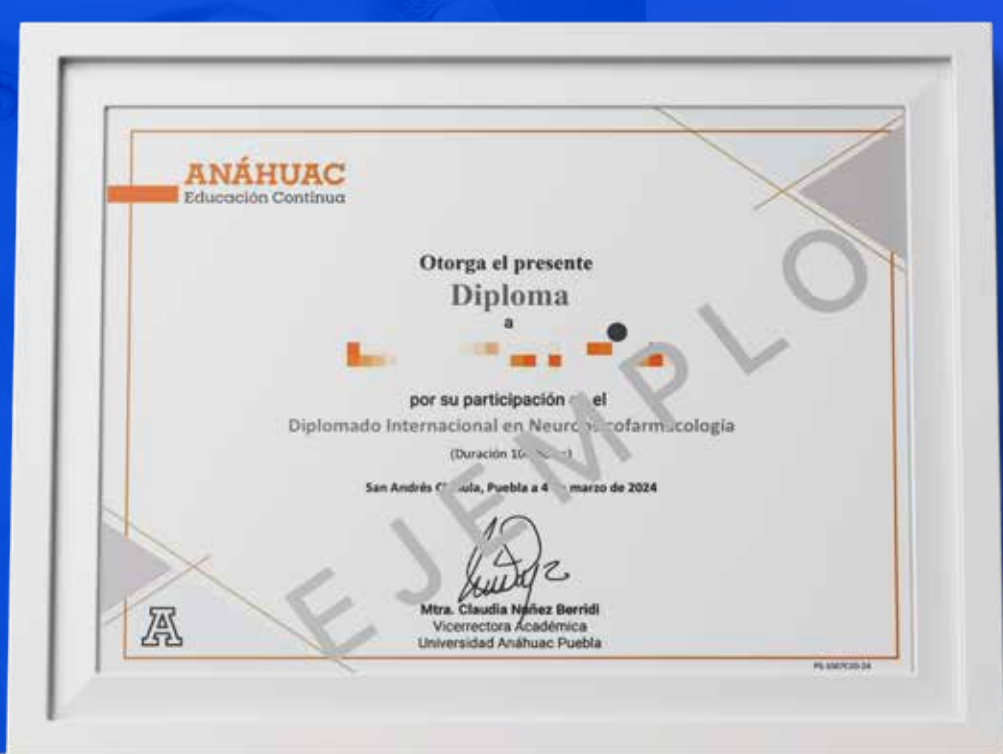 ANÁHUAC
Educación Continua
Otorga el presente
Diploma
a
por su participación el
Diplomado Internacional en
(Duración
San Andrés Puebla a 4 marzo de 2024
Mtra. Claudia Núñez Berridi
Vicerrectora Académica
Universidad Anáhuac Puebla
A
EJEMPLO